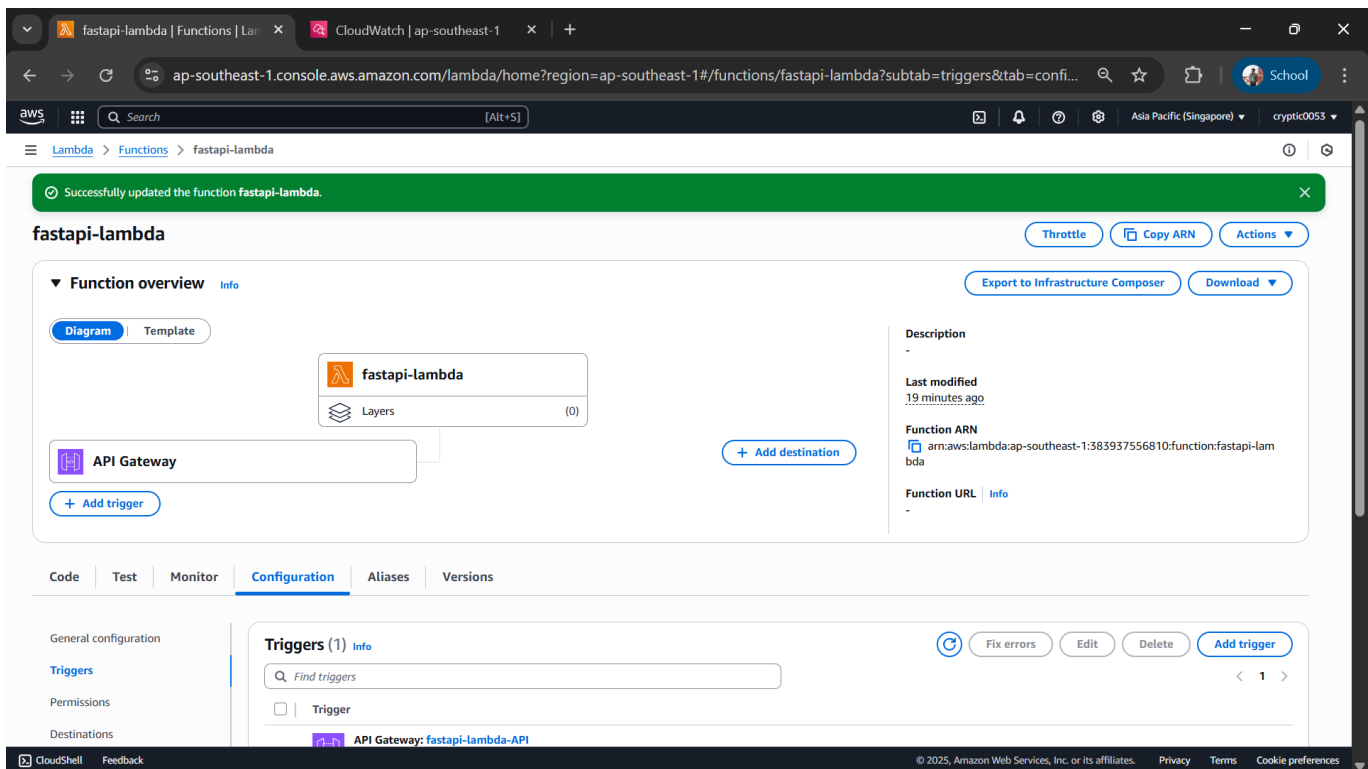 fastapi-lambda | Functions | Lan
CloudWatch | ap-southeast-1
ap-southeast-1.console.aws.amazon.com/lambda/home?region=ap-southeast-1#/functions/fastapi-lambda?subtab=triggers&tab=confi...
School
aws
Search
[Alt+S]
Asia Pacific (Singapore)
cryptic0053
Lambda > Functions > fastapi-lambda
Successfully updated the function fastapi-lambda.
fastapi-lambda
Throttle
Copy ARN
Actions
Function overview Info
Export to Infrastructure Composer
Download
Diagram
Template
fastapi-lambda
Layers (0)
API Gateway
+ Add trigger
+ Add destination
Description
-
Last modified
19 minutes ago
Function ARN
arn:aws:lambda:ap-southeast-1:383937556810:function:fastapi-lam
bda
Function URL Info
-
Code
Test
Monitor
Configuration
Aliases
Versions
General configuration
Triggers
Permissions
Destinations
Triggers (1) Info
Fix errors
Edit
Delete
Add trigger
Find triggers
1
Trigger
API Gateway: fastapi-lambda-API
CloudShell
Feedback
© 2025, Amazon Web Services, Inc. or its affiliates.
Privacy
Terms
Cookie preferences